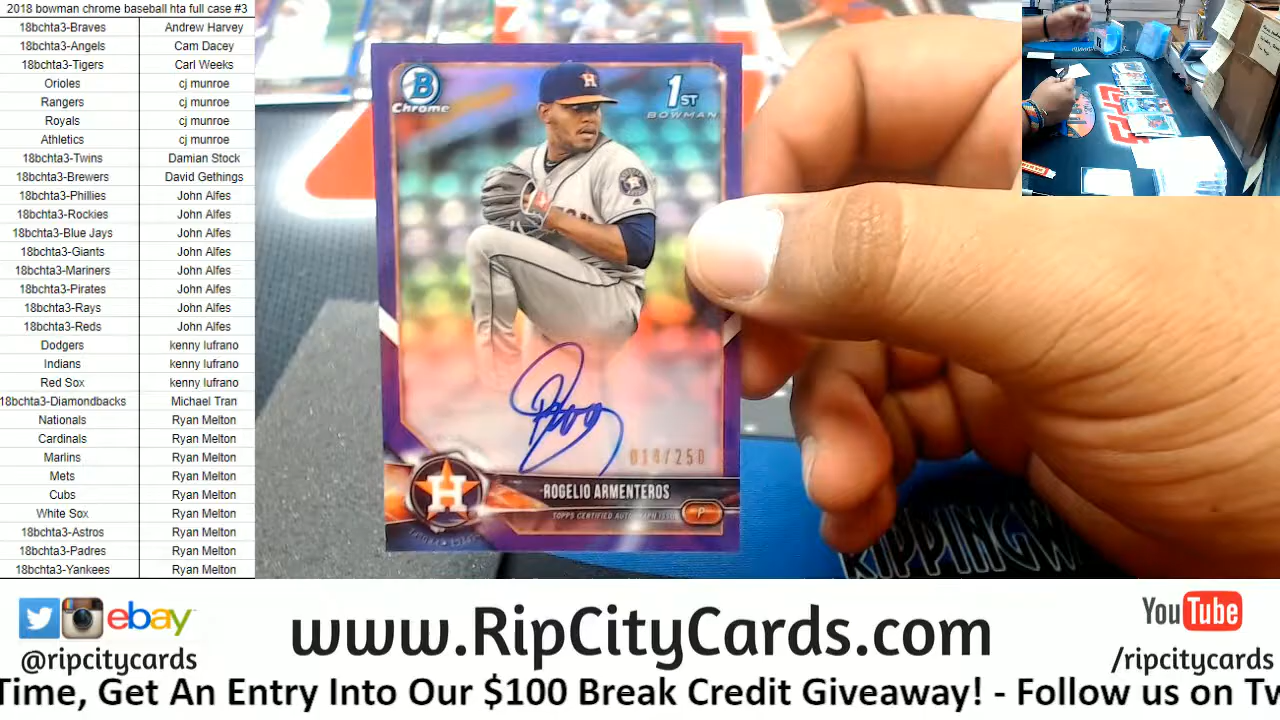 2018 bowman chrome baseball hta full case #3
18bchta3-Braves Andrew Harvey
18bchta3-Angels Cam Dacey
18bchta3-Tigers Carl Weeks
Orioles cj munroe
Rangers cj munroe
Royals cj munroe
Athletics cj munroe
18bchta3-Twins Damian Stock
18bchta3-Brewers David Gethings
18bchta3-Phillies John Alfes
18bchta3-Rockies John Alfes
18bchta3-Blue Jays John Alfes
18bchta3-Giants John Alfes
18bchta3-Mariners John Alfes
18bchta3-Pirates John Alfes
18bchta3-Rays John Alfes
18bchta3-Reds John Alfes
Dodgers kenny lufrano
Indians kenny lufrano
Red Sox kenny lufrano
18bchta3-Diamondbacks Michael Tran
Nationals Ryan Melton
Cardinals Ryan Melton
Marlins Ryan Melton
Mets Ryan Melton
Cubs Ryan Melton
White Sox Ryan Melton
18bchta3-Astros Ryan Melton
18bchta3-Padres Ryan Melton
18bchta3-Yankees Ryan Melton
B
Chrome
1ST
BOWMAN
H
014/250
H
ROGELIO ARMENTEROS
TOPPS CERTIFIED AUTOGRAPH ISSUE
P
RIPPINGW
ebay
@ripcitycards
www.RipCityCards.com
YouTube
/ripcitycards
Time, Get An Entry Into Our $100 Break Credit Giveaway! - Follow us on Tw